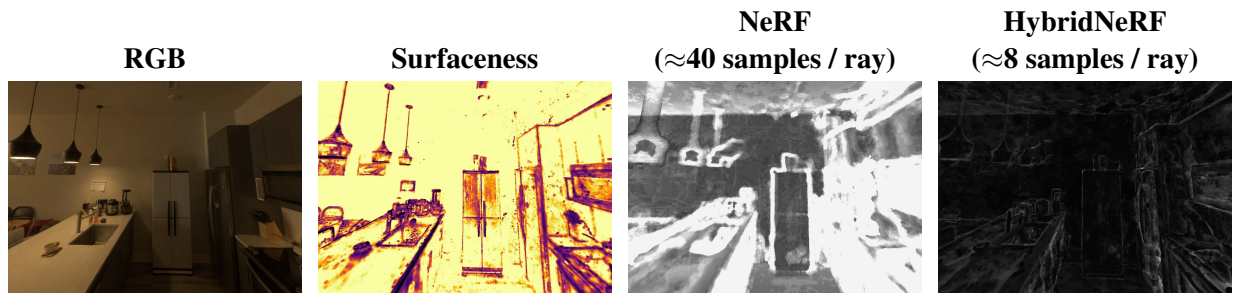 RGB
Surfaceness
NeRF
(≈40 samples / ray)
HybridNeRF
(≈8 samples / ray)